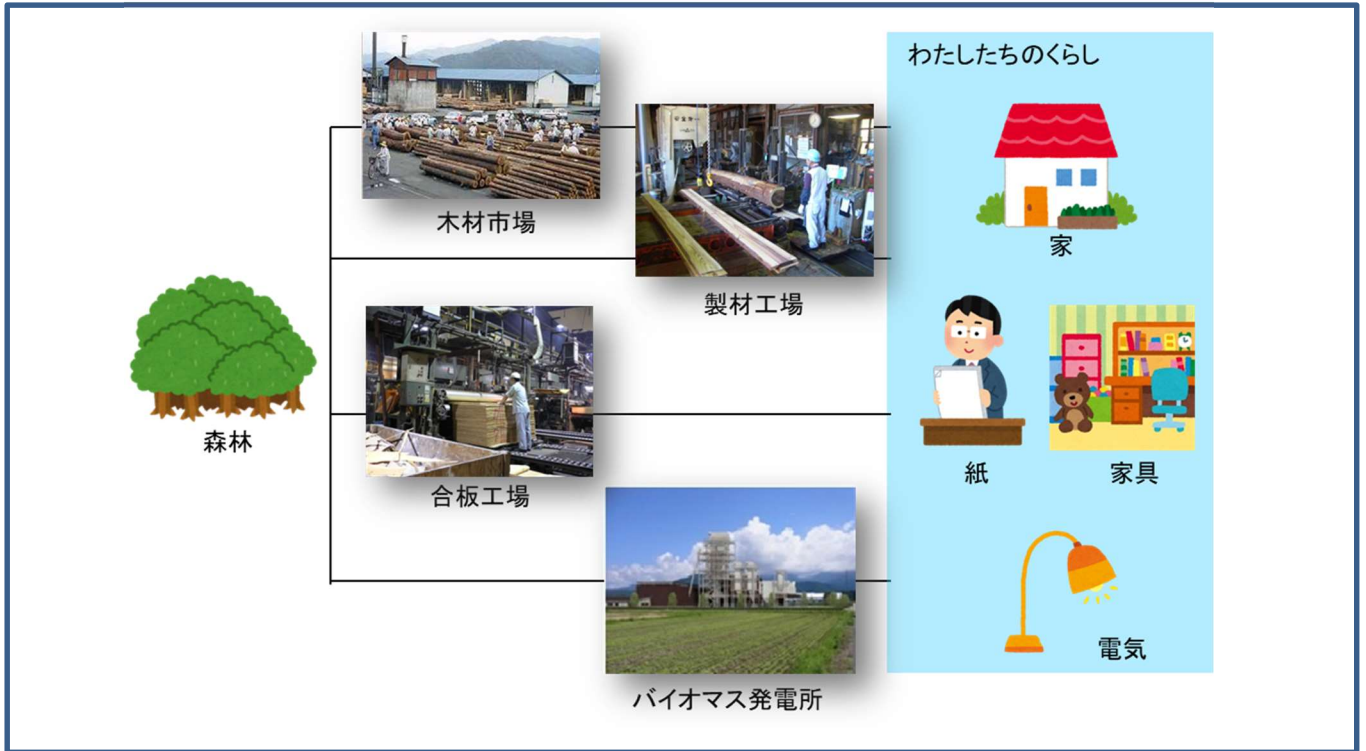 わたしたちのくらし
木材市場
家
製材工場
森林
合板工場
紙
家具
電気
バイオマス発電所